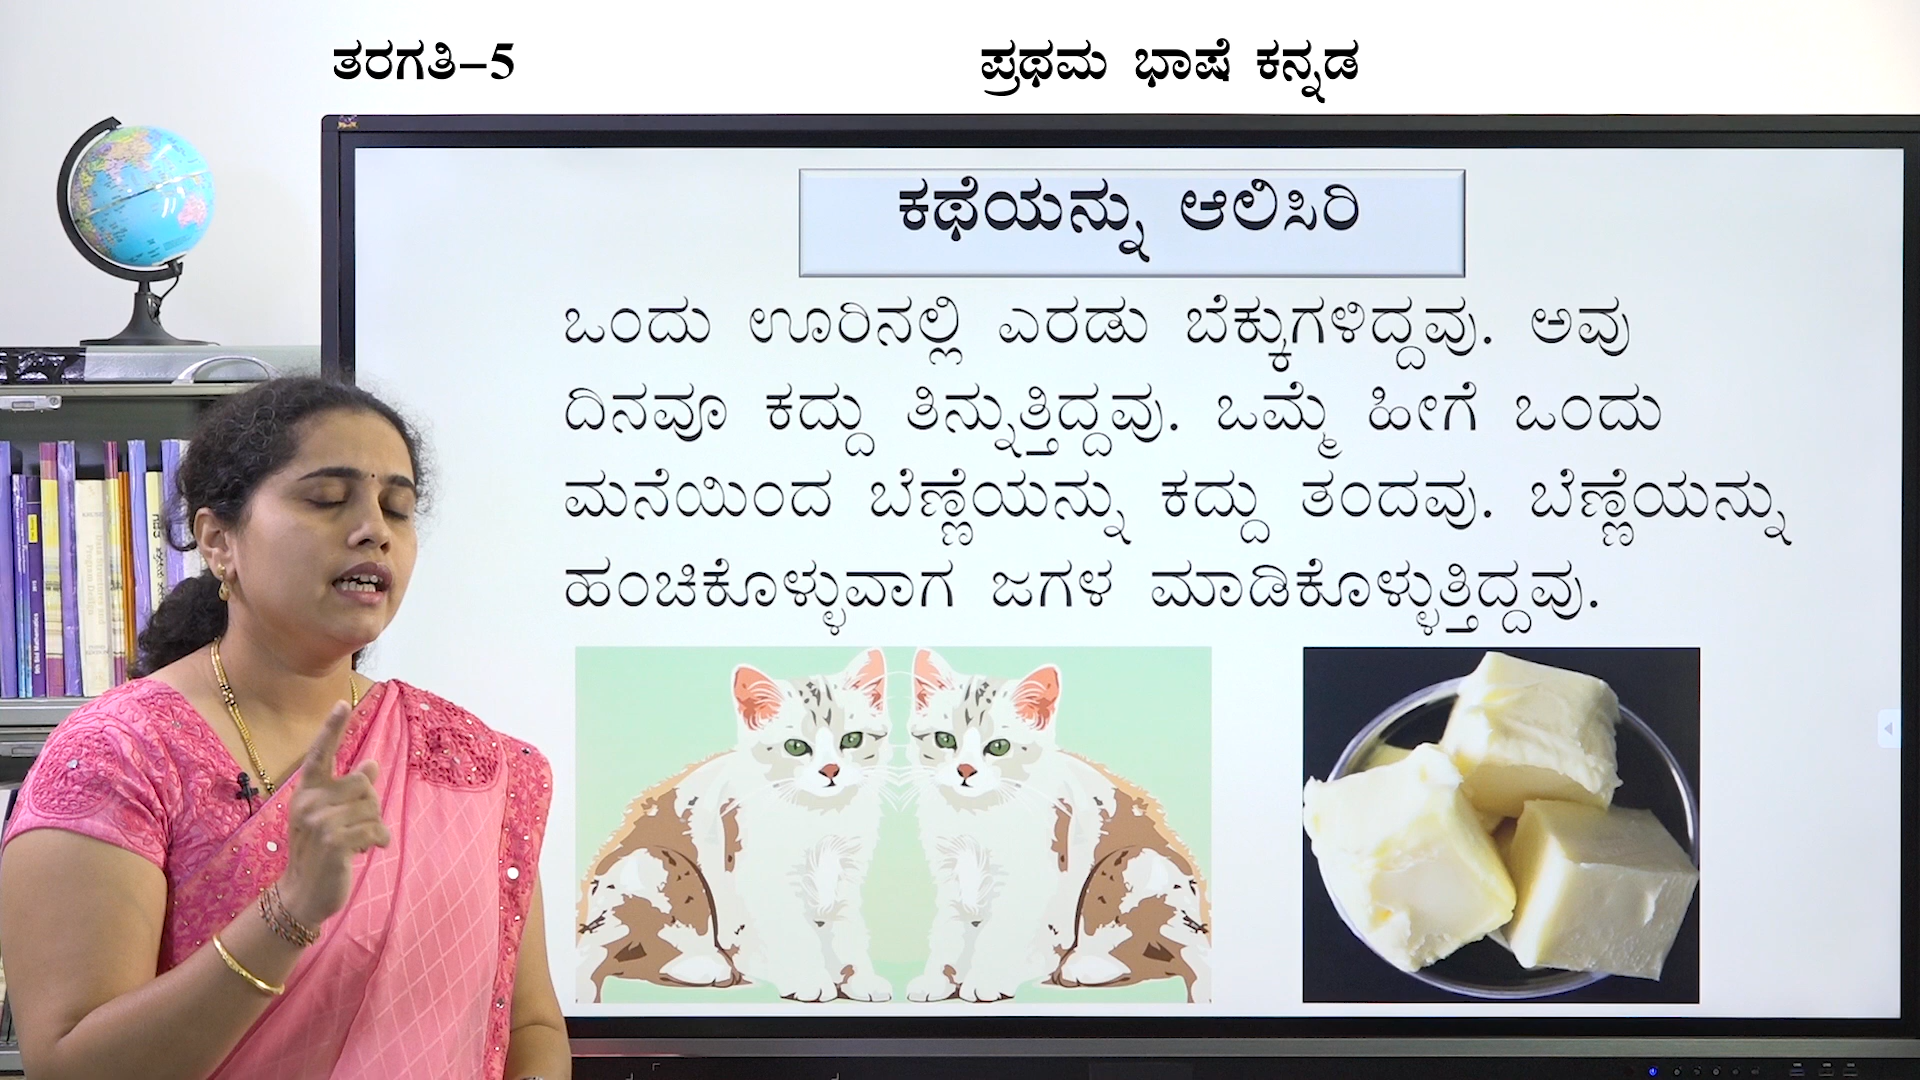 ತರಗತಿ–5
ಪ್ರಥಮ ಭಾಷೆ ಕನ್ನಡ
ಕಥೆಯನ್ನು ಆಲಿಸಿರಿ
ಒಂದು ಊರಿನಲ್ಲಿ ಎರಡು ಬೆಕ್ಕುಗಳಿದ್ದವು. ಅವು
ದಿನವೂ ಕದ್ದು ತಿನ್ನುತ್ತಿದ್ದವು. ಒಮ್ಮೆ ಹೀಗೆ ಒಂದು
ಮನೆಯಿಂದ ಬೆಣ್ಣೆಯನ್ನು ಕದ್ದು ತಂದವು. ಬೆಣ್ಣೆಯನ್ನು
ಹಂಚಿಕೊಳ್ಳುವಾಗ ಜಗಳ ಮಾಡಿಕೊಳ್ಳುತ್ತಿದ್ದವು.